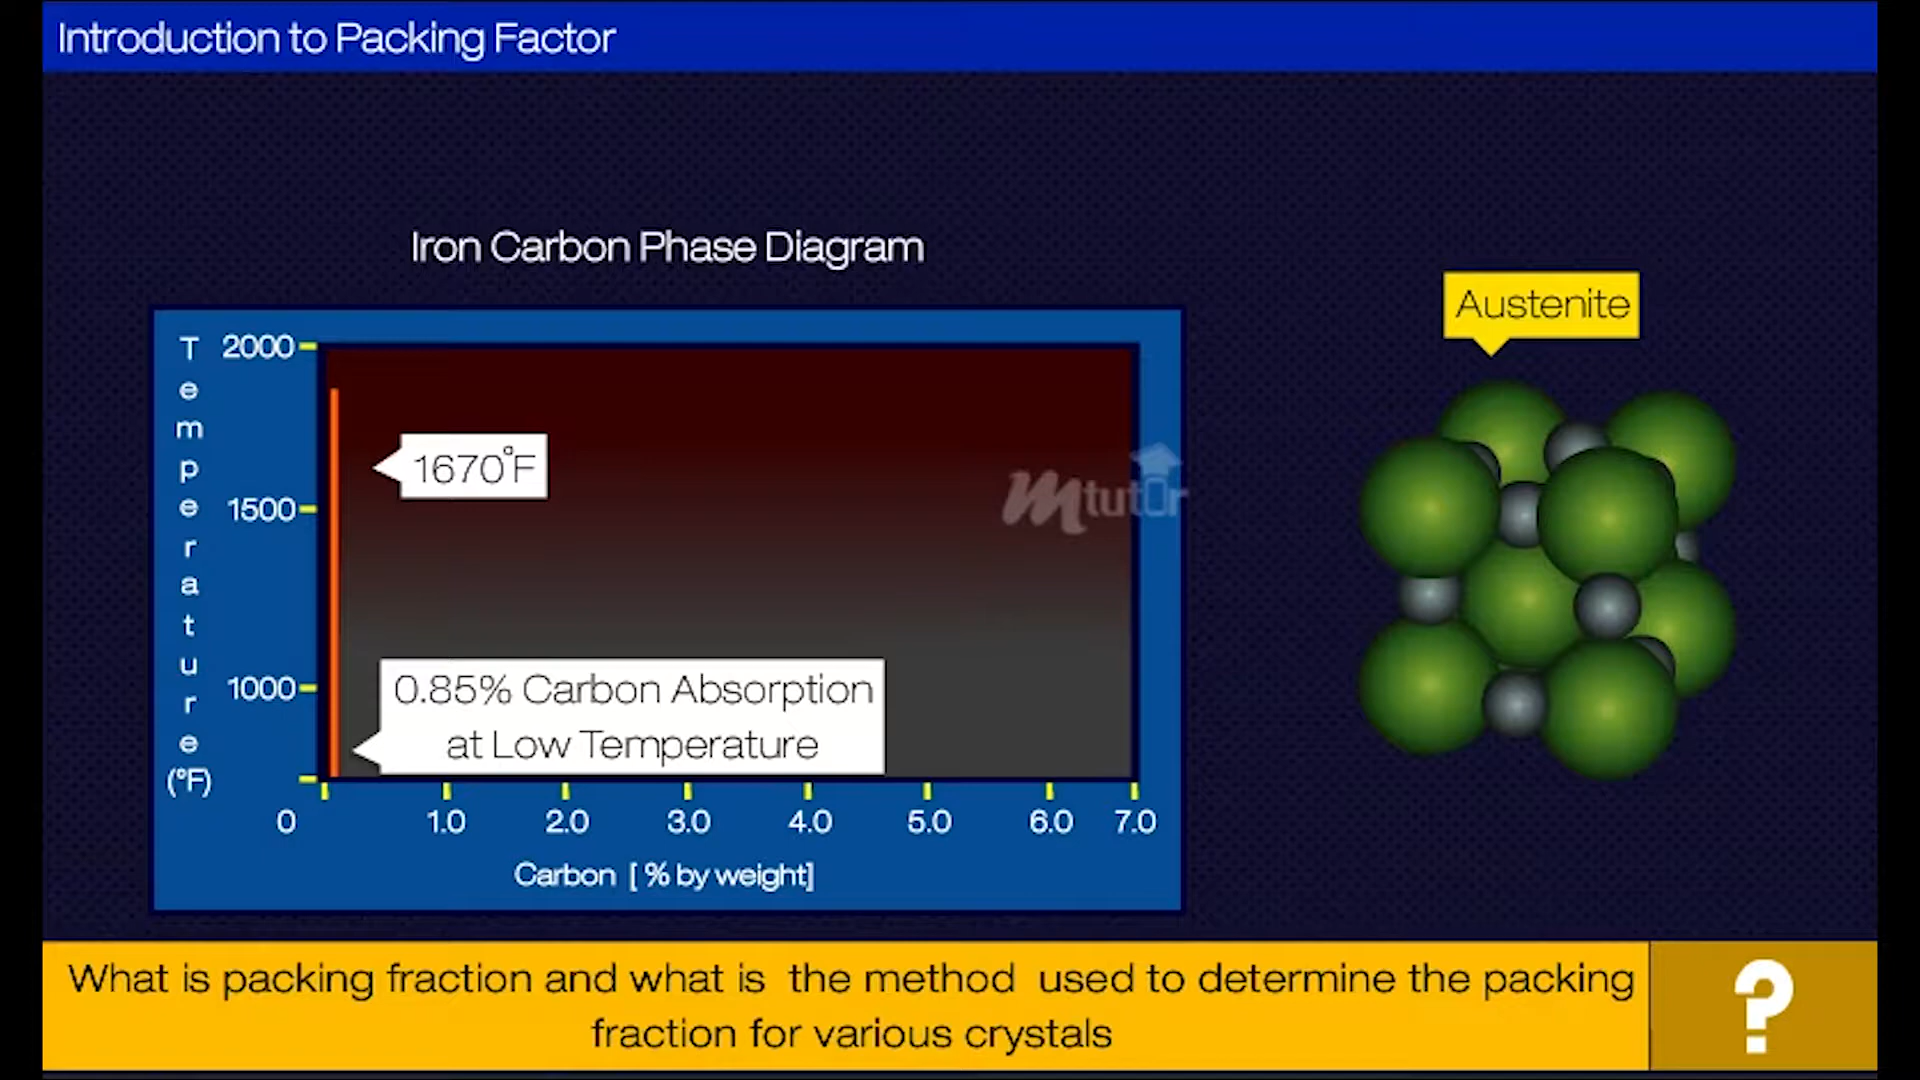 Introduction to Packing Factor
Iron Carbon Phase Diagram
Austenite
Temperature
(°F)
2000
1500
1000
1670°F
0.85% Carbon Absorption
at Low Temperature
mtutor
0 1.0 2.0 3.0 4.0 5.0 6.0 7.0
Carbon [ % by weight]
What is packing fraction and what is the method used to determine the packing
fraction for various crystals
?